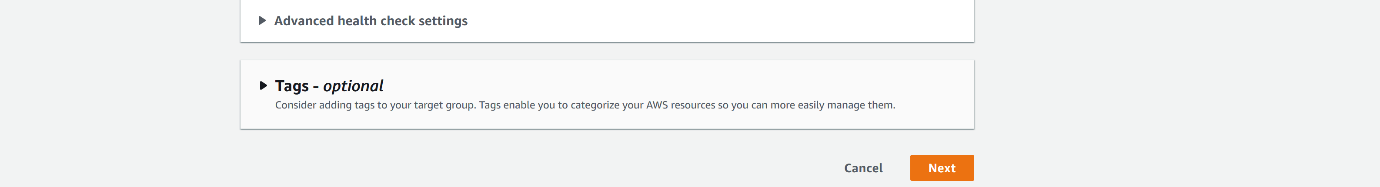 Advanced health check settings
Tags - optional
Consider adding tags to your target group. Tags enable you to categorize your AWS resources so you can more easily manage them.
Cancel
Next